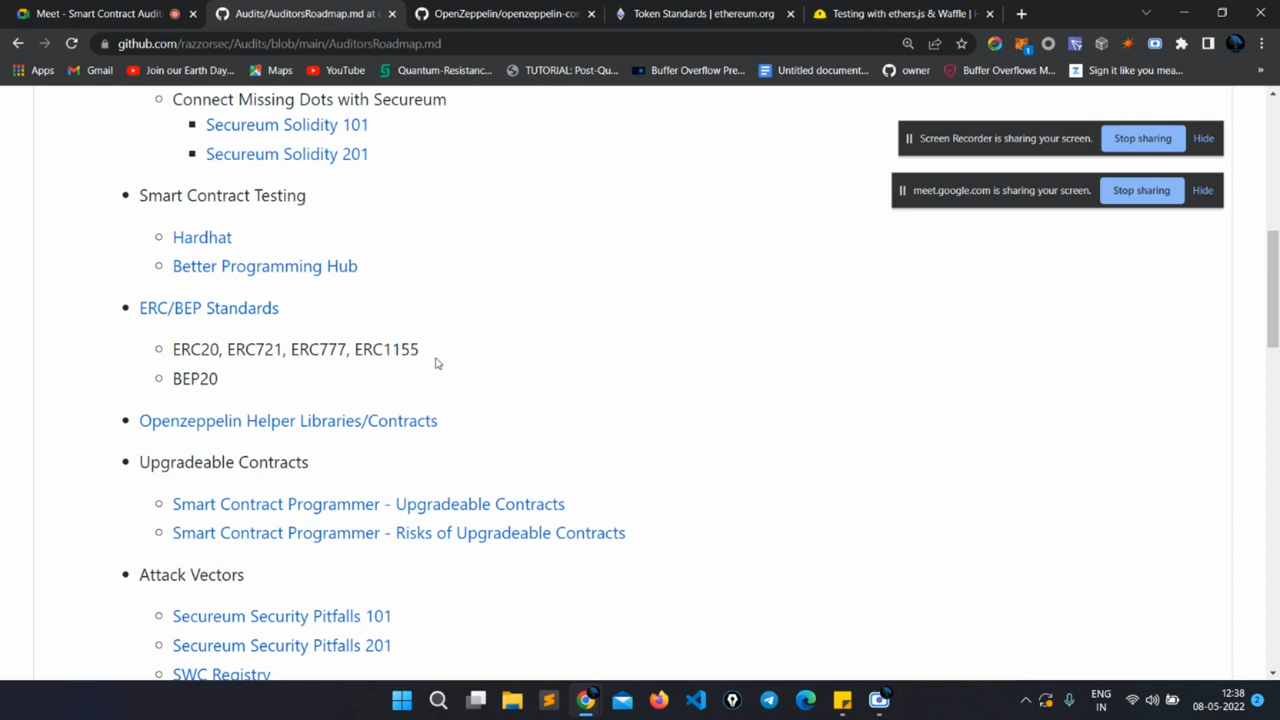 Meet - Smart Contract Audit
Audits/AuditorsRoadmap.md at m
OpenZeppelin/openzeppelin-con
Token Standards | ethereum.org
Testing with ethers.js & Waffle | H
github.com/razzorsec/Audits/blob/main/AuditorsRoadmap.md
Apps
Gmail
Join our Earth Day...
Maps
YouTube
Quantum-Resistanc...
TUTORIAL: Post-Qu...
Buffer Overflow Pre...
Untitled document...
owner
Buffer Overflows M...
Sign it like you mea...
»
Connect Missing Dots with Secureum
Secureum Solidity 101
Secureum Solidity 201
Screen Recorder is sharing your screen. Stop sharing Hide
meet.google.com is sharing your screen. Stop sharing Hide
Smart Contract Testing
Hardhat
Better Programming Hub
ERC/BEP Standards
ERC20, ERC721, ERC777, ERC1155
BEP20
Openzeppelin Helper Libraries/Contracts
Upgradeable Contracts
Smart Contract Programmer - Upgradeable Contracts
Smart Contract Programmer - Risks of Upgradeable Contracts
Attack Vectors
Secureum Security Pitfalls 101
Secureum Security Pitfalls 201
SWC Registry
ENG
IN
12:38
08-05-2022
2